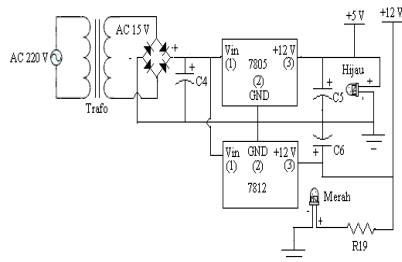 +5 V
+12 V
AC 15 V
AC 220 V
Trafo
-
+
+
C4
Vin
+12 V
(1)
7805
(3)
(2)
GND
Hijau
+
-
+
C5
C6
+
Vin
GND
+12 V
(1)
(2)
(3)
7812
Merah
-
+
R19